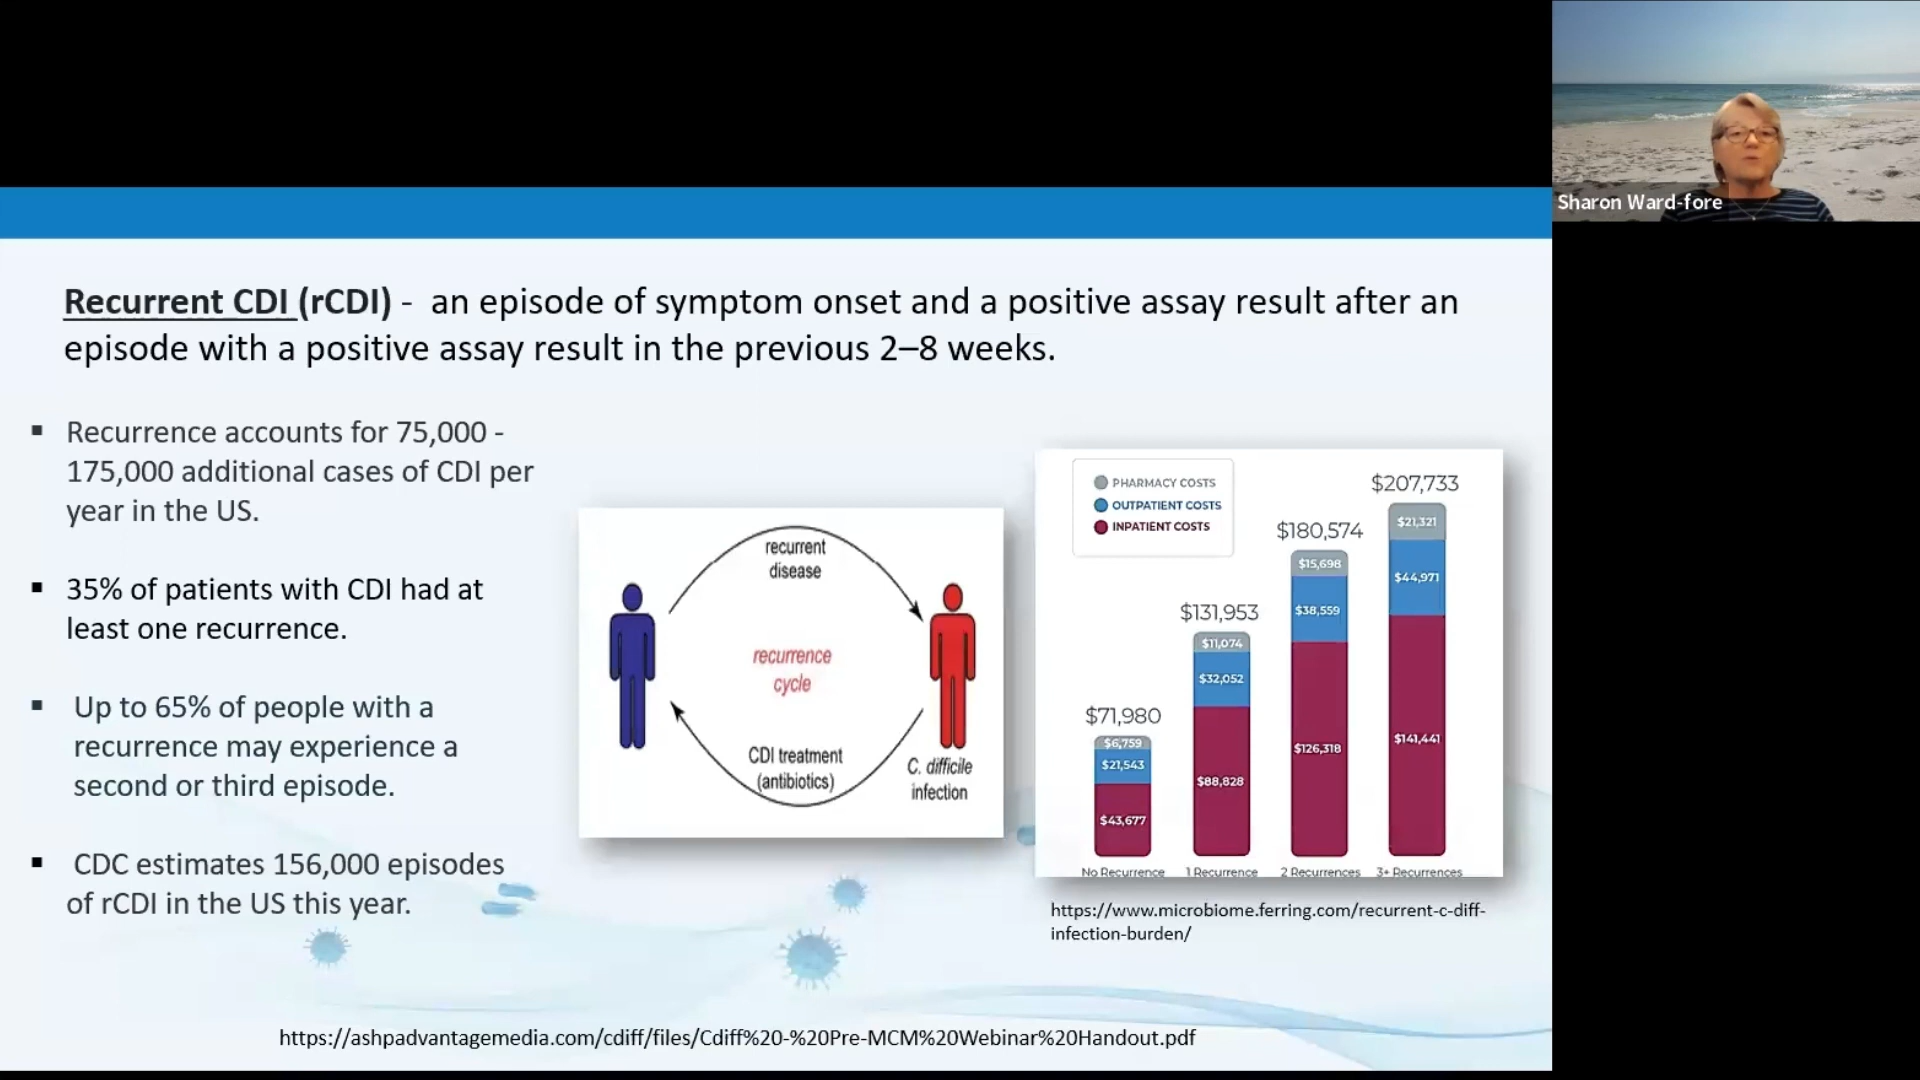 Sharon Ward-fore
Recurrent CDI (rCDI) - an episode of symptom onset and a positive assay result after an
episode with a positive assay result in the previous 2–8 weeks.
▪ Recurrence accounts for 75,000 -
175,000 additional cases of CDI per
year in the US.
▪ 35% of patients with CDI had at
least one recurrence.
▪ Up to 65% of people with a
recurrence may experience a
second or third episode.
▪ CDC estimates 156,000 episodes
of rCDI in the US this year.
recurrent
disease
recurrence
cycle
CDI treatment
(antibiotics)
C. difficile
infection
PHARMACY COSTS
OUTPATIENT COSTS
INPATIENT COSTS
$71,980
$6,759
$21,543
$43,677
No Recurrence
$131,953
$11,074
$32,052
$88,828
1 Recurrence
$180,574
$15,698
$38,559
$126,318
2 Recurrences
$207,733
$21,321
$44,971
$141,441
3+ Recurrences
https://www.microbiome.ferring.com/recurrent-c-diff-
infection-burden/
https://ashpadvantagemedia.com/cdiff/files/Cdiff%20-%20Pre-MCM%20Webinar%20Handout.pdf